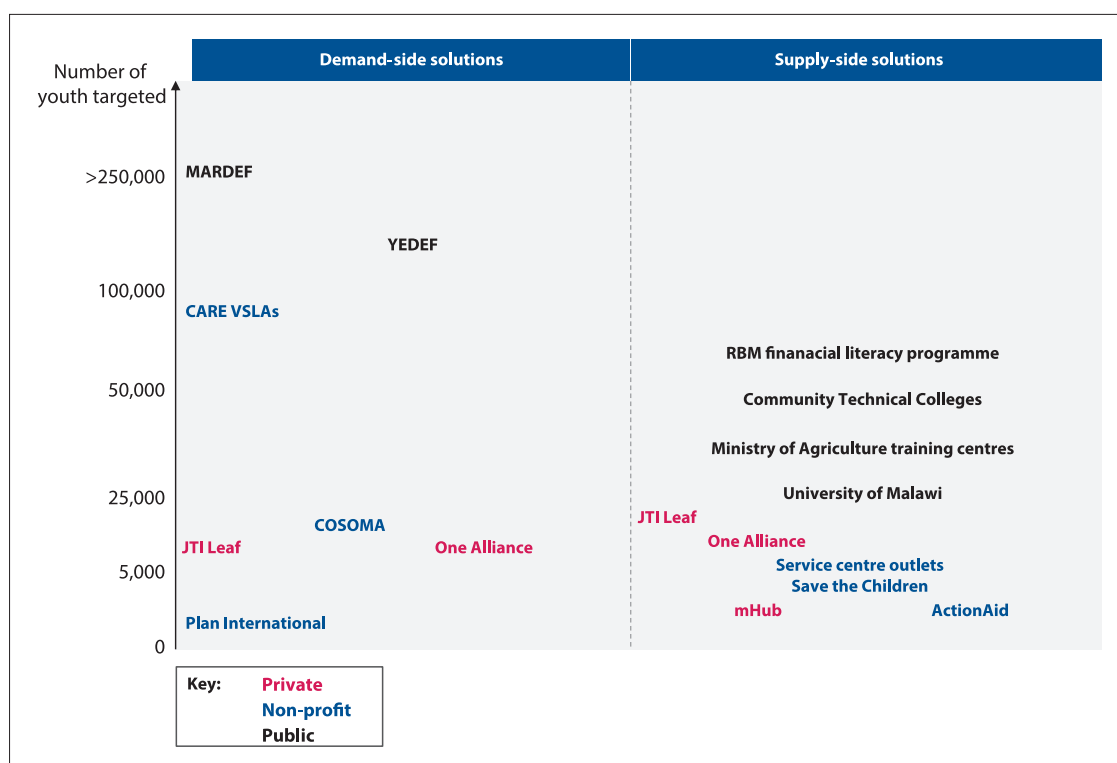 Demand-side solutions
Supply-side solutions
Number of
youth targeted
>250,000
100,000
50,000
25,000
5,000
0
MARDEF
YEDEF
CARE VSLAs
COSOMA
JTI Leaf
One Alliance
Plan International
RBM finanacial literacy programme
Community Technical Colleges
Ministry of Agriculture training centres
University of Malawi
JTI Leaf
One Alliance
Service centre outlets
Save the Children
mHub
ActionAid
Key:
Private
Non-profit
Public